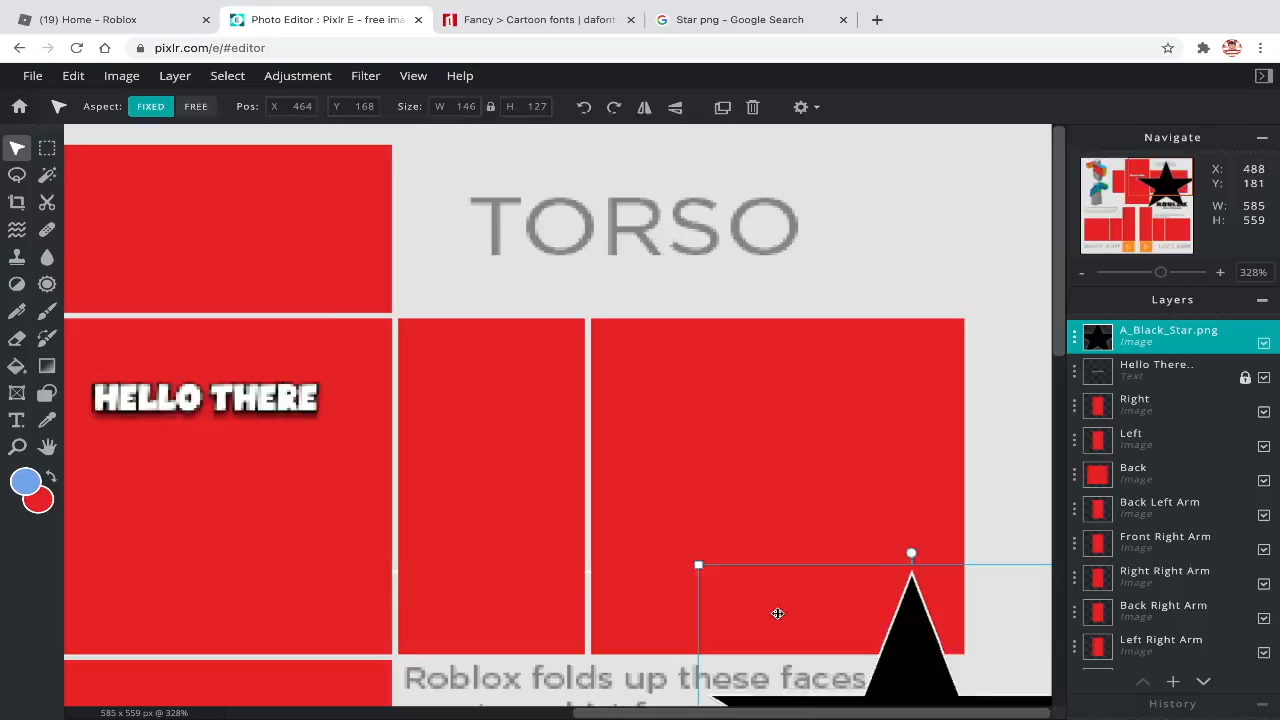 (19) Home - Roblox
Photo Editor : Pixlr E - free ima
Fancy > Cartoon fonts | dafont.
Star png - Google Search
pixlr.com/e/#editor
File Edit Image Layer Select Adjustment Filter View Help
Aspect: FIXED FREE Pos: X 464 Y 168 Size: W 146 H 127
Navigate
X: 488
Y: 181
W: 585
H: 559
328%
TORSO
HELLO THERE
Roblox folds up these faces
Layers
A_Black_Star.png
Image
Hello There..
Text
Right
Image
Left
Image
Back
Image
Back Left Arm
Image
Front Right Arm
Image
Right Right Arm
Image
Back Right Arm
Image
Left Right Arm
Image
History
585 x 559 px @ 328%